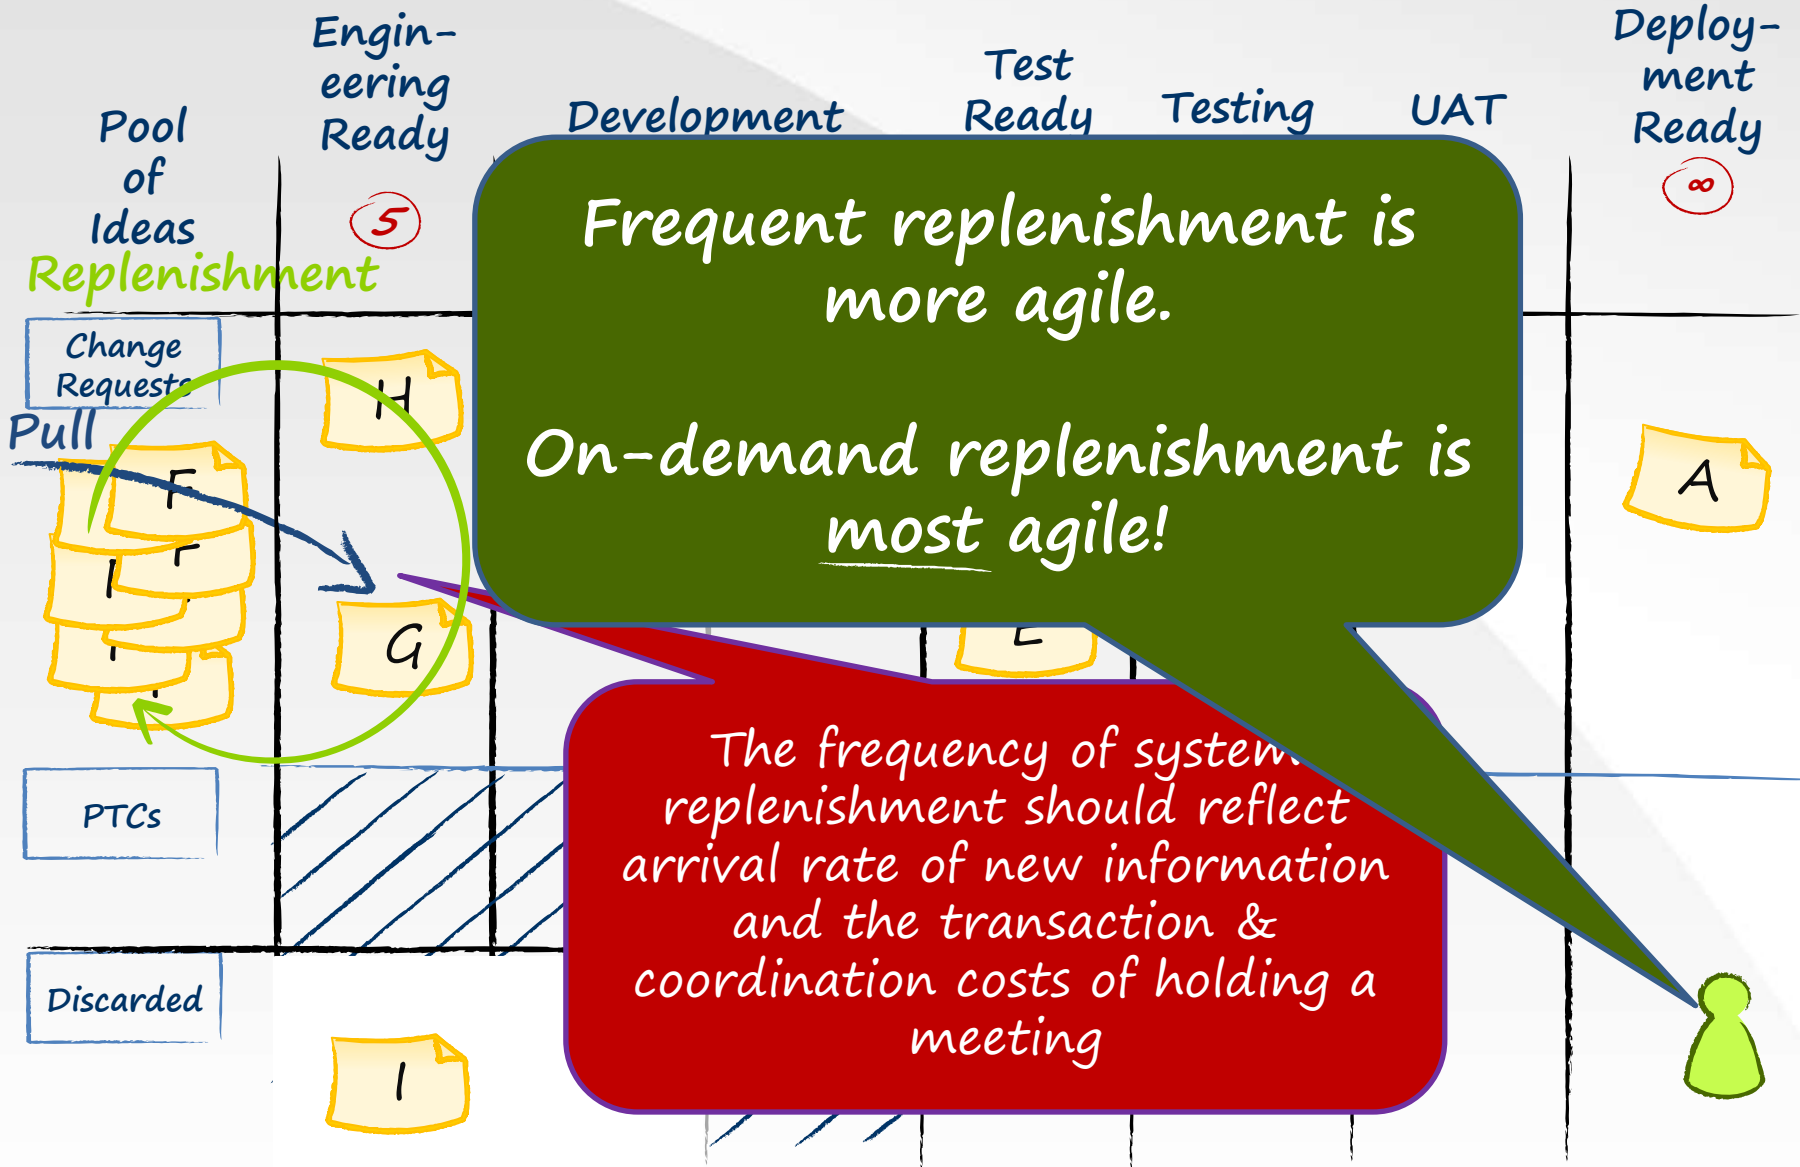 Engin-
eering
Ready
Deploy-
ment
Ready
Test
Ready
Pool
of
Ideas
Development
Testing
UAT
5
∞
Replenishment
Frequent replenishment is
more agile.
On-demand replenishment is
most agile!
Change
Requests
Pull
H
F
A
G
E
The frequency of system
replenishment should reflect
arrival rate of new information
and the transaction &
coordination costs of holding a
meeting
PTCs
Discarded
I